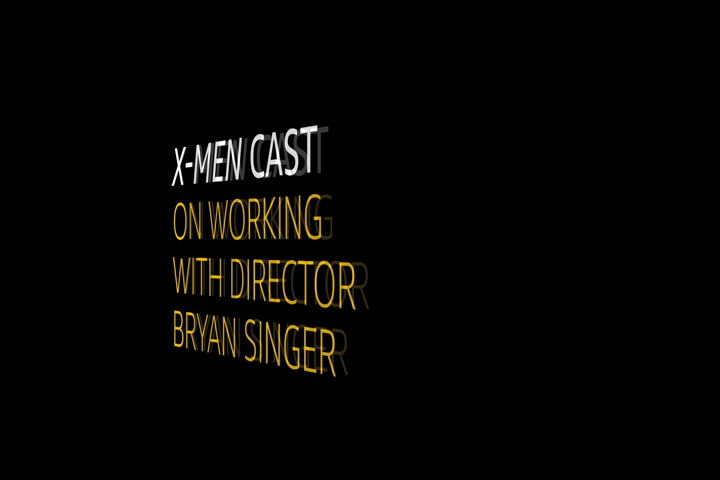 X-MEN CAST
ON WORKING
WITH DIRECTOR
BRYAN SINGER